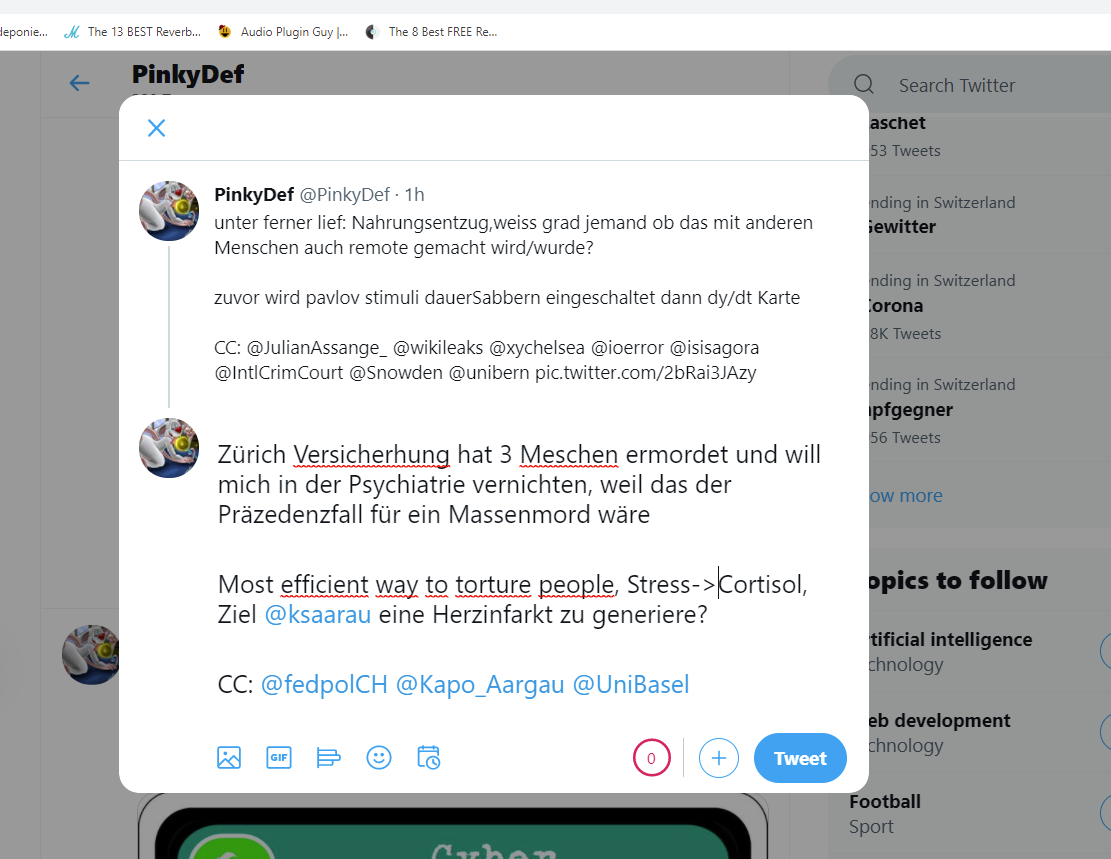 deponie...
The 13 BEST Reverb...
Audio Plugin Guy |...
The 8 Best FREE Re...
PinkyDef
Search Twitter
PinkyDef @PinkyDef · 1h
unter ferner lief: Nahrungsentzug,weiss grad jemand ob das mit anderen
Menschen auch remote gemacht wird/wurde?
zuvor wird pavlov stimuli dauerSabbern eingeschaltet dann dy/dt Karte
CC: @JulianAssange_ @wikileaks @xychelsea @ioerror @isisagora
@IntlCrimCourt @Snowden @unibern pic.twitter.com/2bRai3JAzy
Zürich Versicherhung hat 3 Meschen ermordet und will
mich in der Psychiatrie vernichten, weil das der
Präzedenzfall für ein Massenmord wäre
Most efficient way to torture people, Stress->Cortisol,
Ziel @ksaarau eine Herzinfarkt zu generiere?
CC: @fedpolCH @Kapo_Aargau @UniBasel
GIF
0
Tweet
aschet
53 Tweets
nding in Switzerland
Gewitter
nding in Switzerland
Corona
8K Tweets
nding in Switzerland
npfgegner
56 Tweets
ow more
opics to follow
rtificial intelligence
chnology
eb development
chnology
Football
Sport
Cyber